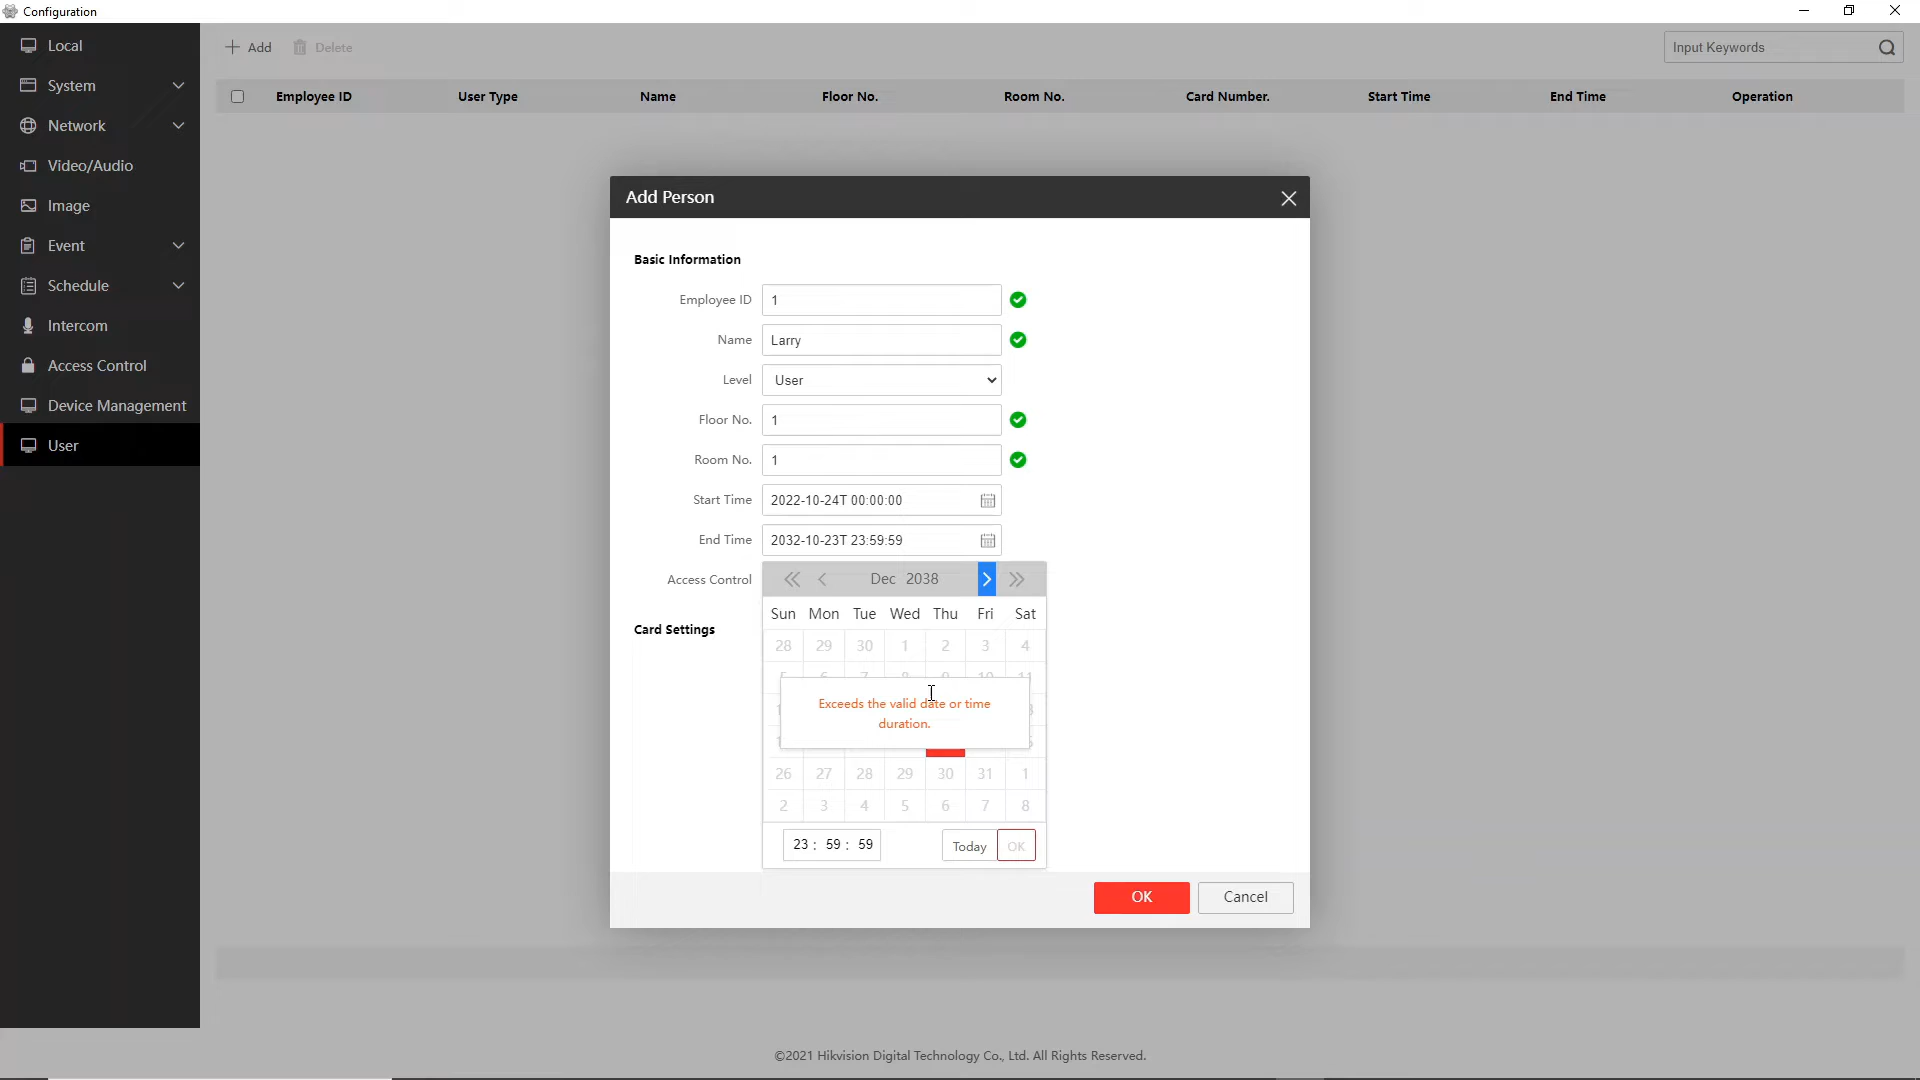 Configuration
Local
System
Network
Video/Audio
Image
Event
Schedule
Intercom
Access Control
Device Management
User
Add Delete
Input Keywords
Employee ID User Type Name Floor No. Room No. Card Number. Start Time End Time Operation
Add Person
Basic Information
Employee ID 1
Name Larry
Level User
Floor No. 1
Room No. 1
Start Time 2022-10-24T 00:00:00
End Time 2032-10-23T 23:59:59
Access Control
Card Settings
Dec 2038
Sun Mon Tue Wed Thu Fri Sat
28 29 30 1 2 3 4
Exceeds the valid date or time
duration.
26 27 28 29 30 31 1
2 3 4 5 6 7 8
23 : 59 : 59 Today OK
OK Cancel
©2021 Hikvision Digital Technology Co., Ltd. All Rights Reserved.